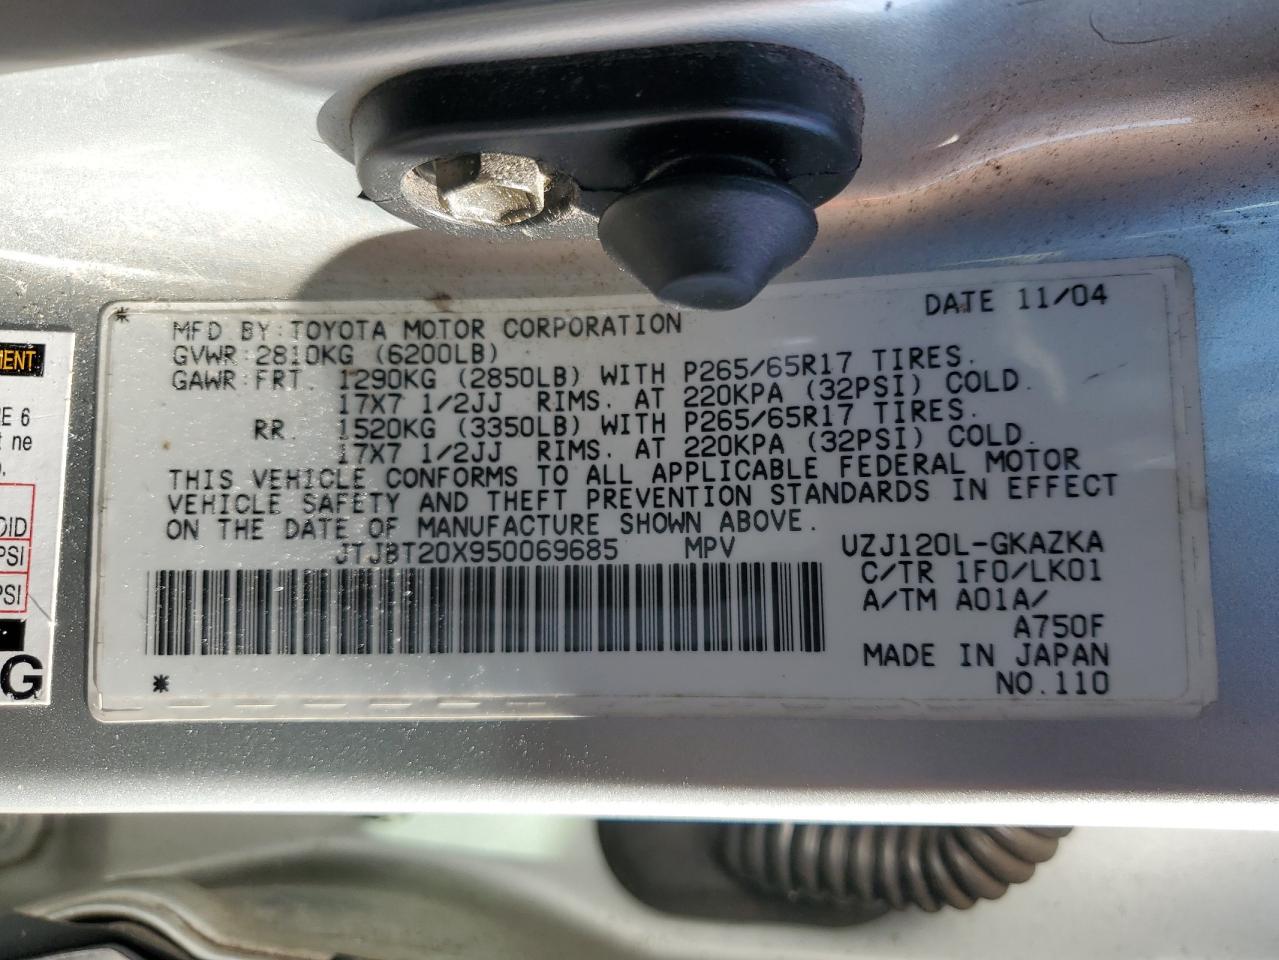 DATE 11/04
MFD BY:TOYOTA MOTOR CORPORATION
GVWR:2810KG (6200LB)
GAWR:FRT. 1290KG (2850LB) WITH P265/65R17 TIRES.
17X7 1/2JJ RIMS. AT 220KPA (32PSI) COLD.
RR. 1520KG (3350LB) WITH P265/65R17 TIRES.
17X7 1/2JJ RIMS. AT 220KPA (32PSI) COLD.
THIS VEHICLE CONFORMS TO ALL APPLICABLE FEDERAL MOTOR
VEHICLE SAFETY AND THEFT PREVENTION STANDARDS IN EFFECT
ON THE DATE OF MANUFACTURE SHOWN ABOVE.
JTJBT20X950069685 MPV UZJ120L-GKAZKA
C/TR 1F0/LK01
A/TM A01A/
A750F
MADE IN JAPAN
NO.110
6
ne
PSI
PSI
G